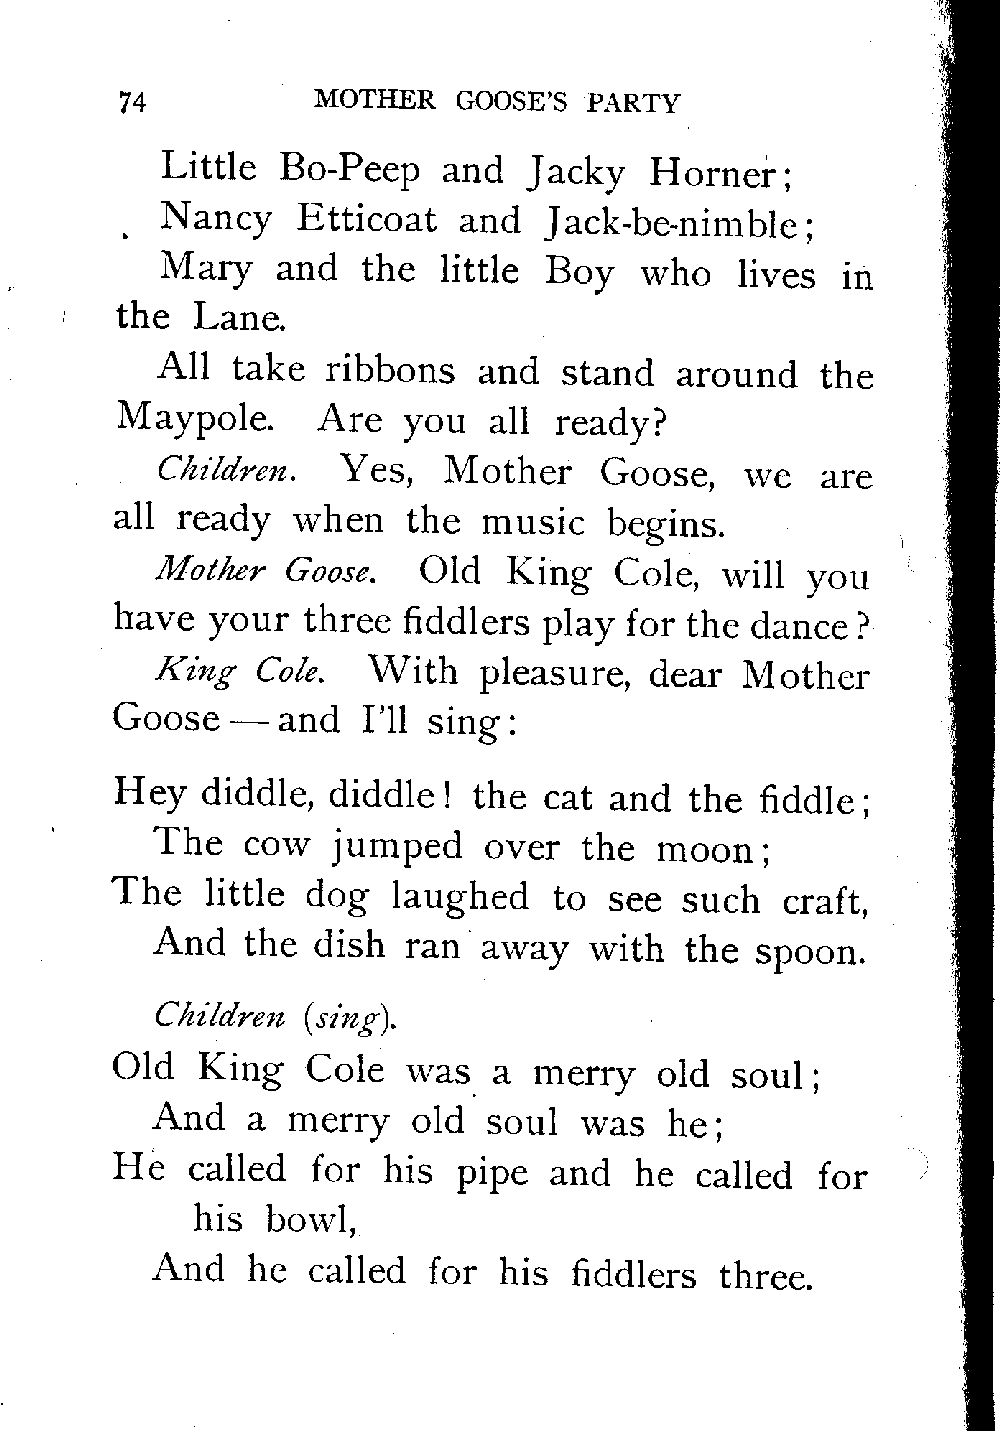 74 MOTHER GOOSE'S PARTY
Little Bo-Peep and Jacky Horner;
Nancy Etticoat and Jack-be-nimble;
Mary and the little Boy who lives in
the Lane.
All take ribbons and stand around the
Maypole. Are you all ready?
Children. Yes, Mother Goose, we are
all ready when the music begins.
Mother Goose. Old King Cole, will you
have your three fiddlers play for the dance?
King Cole. With pleasure, dear Mother
Goose — and I'll sing:
Hey diddle, diddle! the cat and the fiddle;
The cow jumped over the moon;
The little dog laughed to see such craft,
And the dish ran away with the spoon.
Children (sing).
Old King Cole was a merry old soul;
And a merry old soul was he;
He called for his pipe and he called for
his bowl,
And he called for his fiddlers three.